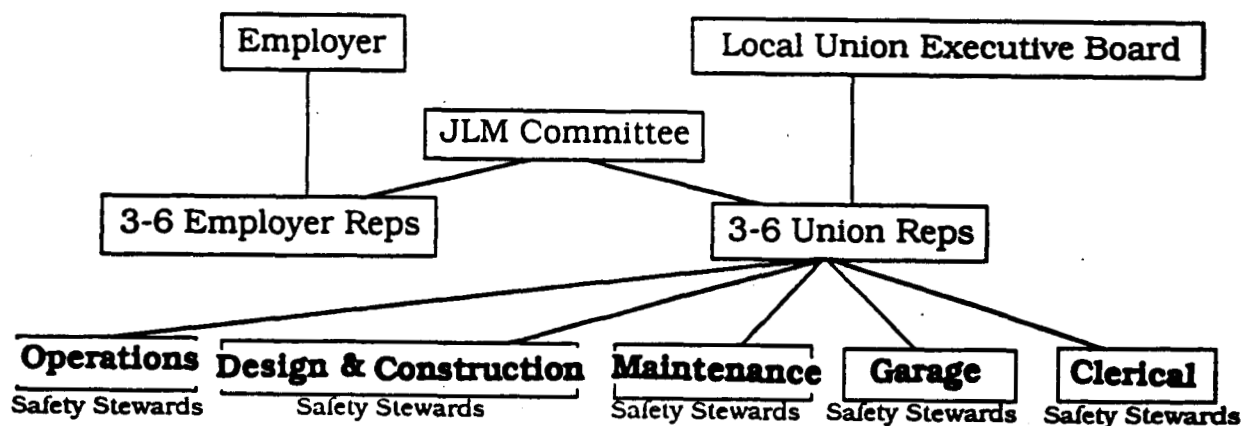 Employer
Local Union Executive Board
JLM Committee
3-6 Employer Reps
3-6 Union Reps
Operations
Design & Construction
Maintenance
Garage
Clerical
Safety Stewards
Safety Stewards
Safety Stewards
Safety Stewards
Safety Stewards